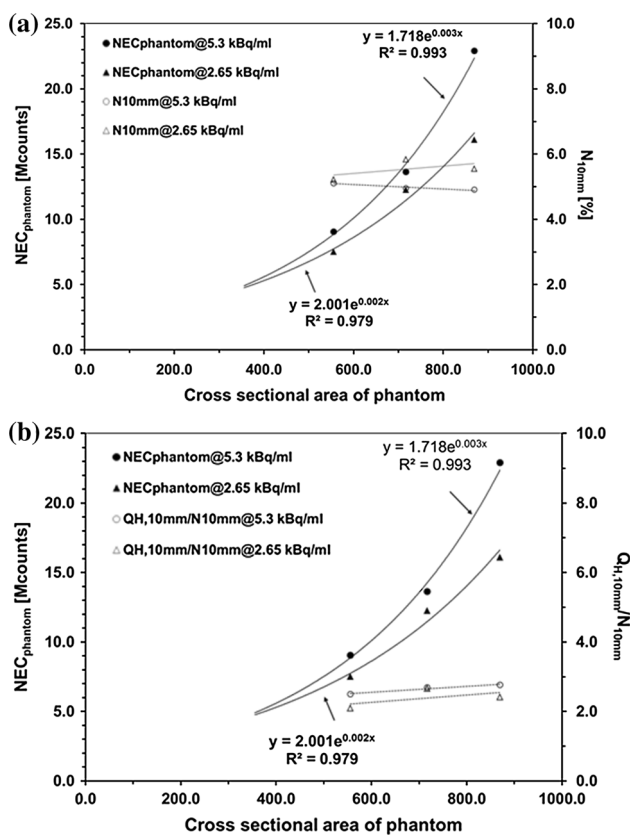 (a)
25.0
20.0
15.0
10.0
5.0
0.0
NECphantom [Mcounts]
NECphantom@5.3 kBq/ml
NECphantom@2.65 kBq/ml
N10mm@5.3 kBq/ml
N10mm@2.65 kBq/ml
y = 1.718e^0.003x
R² = 0.993
y = 2.001e^0.002x
R² = 0.979
10.0
8.0
6.0
4.0
2.0
0.0
N10mm [%]
0.0 200.0 400.0 600.0 800.0 1000.0
Cross sectional area of phantom
(b)
25.0
20.0
15.0
10.0
5.0
0.0
NECphantom [Mcounts]
NECphantom@5.3 kBq/ml
NECphantom@2.65 kBq/ml
QH,10mm/N10mm@5.3 kBq/ml
QH,10mm/N10mm@2.65 kBq/ml
y = 1.718e^0.003x
R² = 0.993
y = 2.001e^0.002x
R² = 0.979
10.0
8.0
6.0
4.0
2.0
0.0
QH,10mm/N10mm
0.0 200.0 400.0 600.0 800.0 1000.0
Cross sectional area of phantom